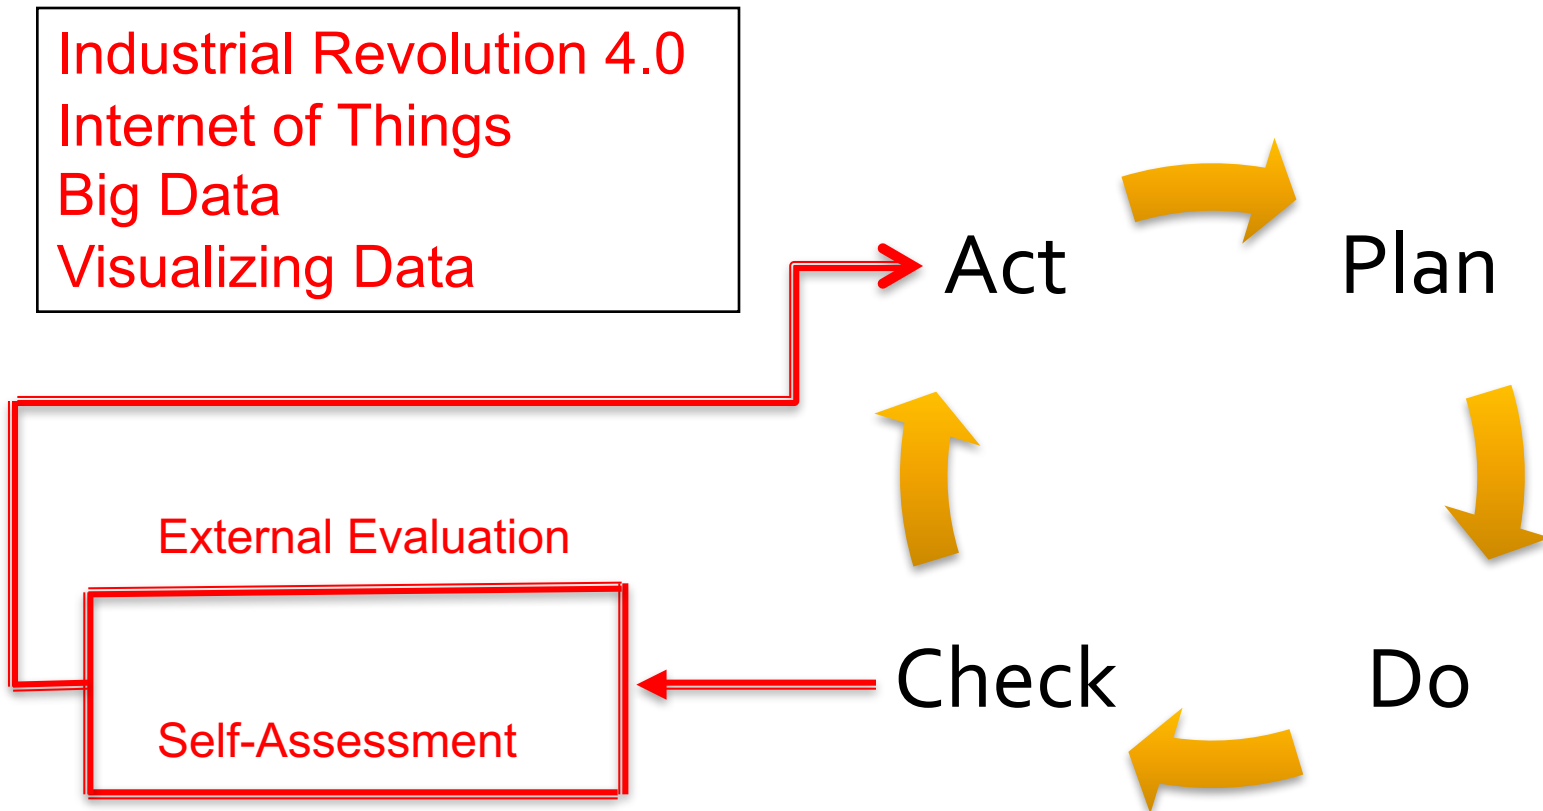 Industrial Revolution 4.0
Internet of Things
Big Data
Visualizing Data
Act
Plan
External Evaluation
Check
Do
Self-Assessment